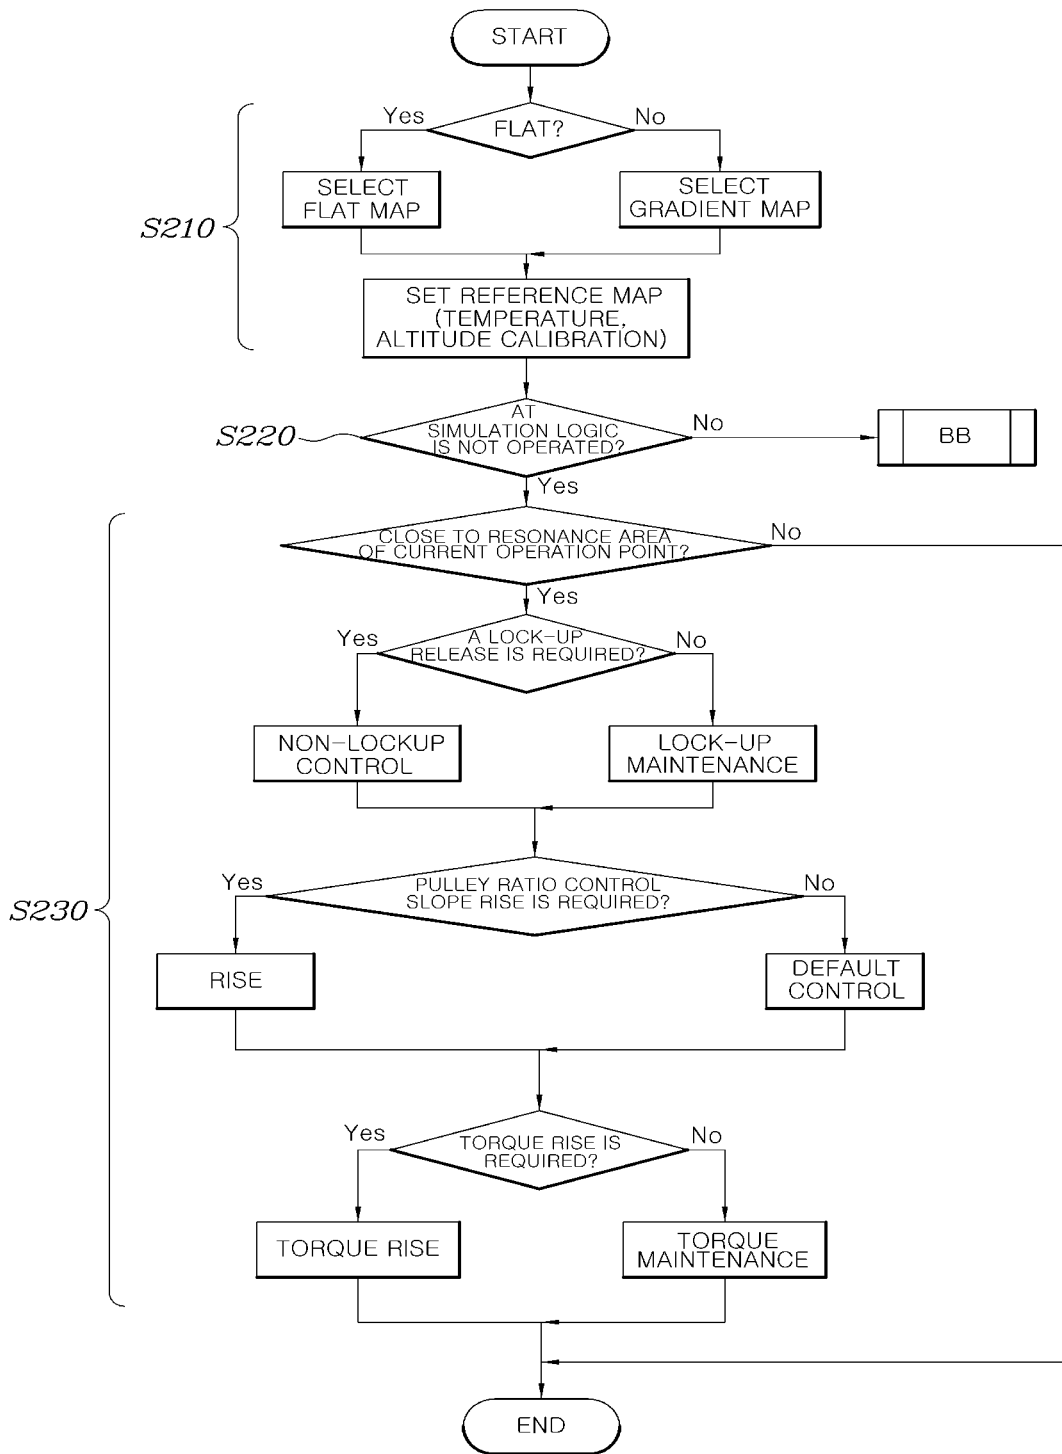 START
FLAT?
Yes
No
SELECT
FLAT MAP
SELECT
GRADIENT MAP
S210
SET REFERENCE MAP
(TEMPERATURE,
ALTITUDE CALIBRATION)
S220
AT
SIMULATION LOGIC
IS NOT OPERATED?
No
BB
Yes
CLOSE TO RESONANCE AREA
OF CURRENT OPERATION POINT?
No
Yes
A LOCK-UP
RELEASE IS REQUIRED?
Yes
No
NON-LOCKUP
CONTROL
LOCK-UP
MAINTENANCE
S230
PULLEY RATIO CONTROL
SLOPE RISE IS REQUIRED?
Yes
No
RISE
DEFAULT
CONTROL
TORQUE RISE IS
REQUIRED?
Yes
No
TORQUE RISE
TORQUE
MAINTENANCE
END